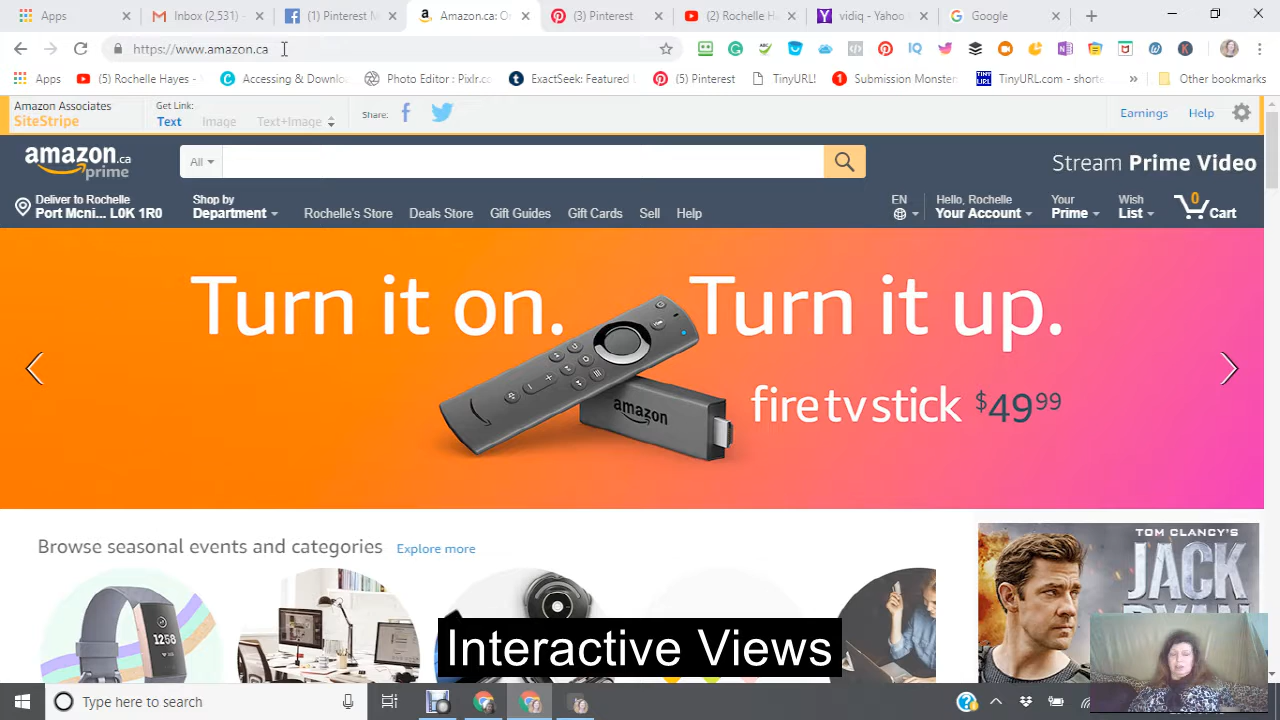 Apps
Inbox (2,531) -
(1) Pinterest M
Amazon.ca: O
(3) Pinterest
(2) Rochelle H
vidiq - Yahoo
Google
https://www.amazon.ca
Apps
(5) Rochelle Hayes -
Accessing & Downlo
Photo Editor : Pixlr.co
ExactSeek: Featured
(5) Pinterest
TinyURL!
Submission Monster
TinyURL.com - shorte
Other bookmarks
Amazon Associates
SiteStripe
Get Link:
Text
Image
Text+Image
Share:
Earnings
Help
amazon.ca
prime
All
Stream Prime Video
Deliver to Rochelle
Port Mcni... L0K 1R0
Shop by
Department
Rochelle's Store
Deals Store
Gift Guides
Gift Cards
Sell
Help
EN
Hello, Rochelle
Your Account
Your
Prime
Wish
List
0
Cart
Turn it on. Turn it up.
amazon
fire tv stick $49 99
Browse seasonal events and categories
Explore more
TOM CLANCY'S
JACK
RYAN
1258
Interactive Views
Type here to search